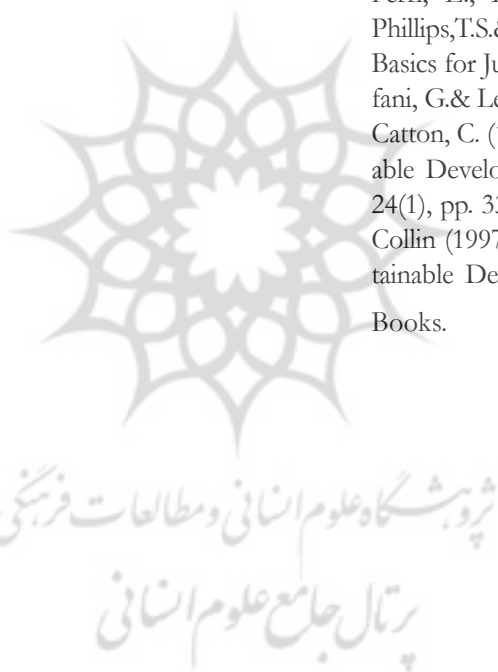 Phillips,T.S.&
Basics for Ju
fani, G.& Le
Catton, C. (
able Develo
24(1), pp. 33
Collin (1997
tainable De
Books.
پژوهشگاه علوم انسانی و مطالعات فرهنگی
پرتال جامع علوم انسانی